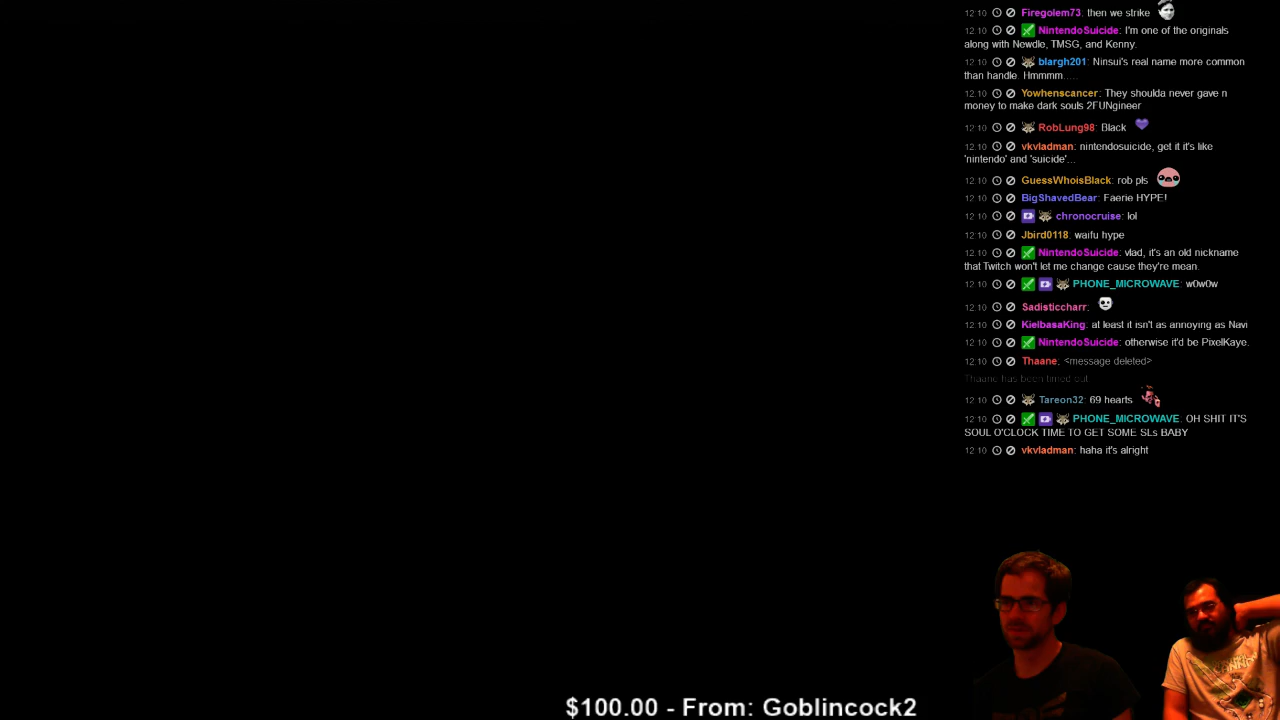 12:10 Firegolem73: then we strike
12:10 NintendoSuicide: I'm one of the originals
along with Newdle, TMSG, and Kenny.
12:10 blargh201: Ninsui's real name more common
than handle. Hmmmm.....
12:10 Yowhenscancer: They shoulda never gave n
money to make dark souls 2FUNgineer
12:10 RobLung98: Black
12:10 vkvladman: nintendosuicide, get it it's like
'nintendo' and 'suicide'...
12:10 GuessWhoisBlack: rob pls
12:10 BigShavedBear: Faerie HYPE!
12:10 chronocruise: lol
12:10 Jbird0118: waifu hype
12:10 NintendoSuicide: vlad, it's an old nickname
that Twitch won't let me change cause they're mean.
12:10 PHONE_MICROWAVE: w0w0w
12:10 Sadisticcharr:
12:10 KielbasaKing: at least it isn't as annoying as Navi
12:10 NintendoSuicide: otherwise it'd be PixelKaye.
12:10 Thaane: <message deleted>
Thaane has been timed out
12:10 Tareon32: 69 hearts
12:10 PHONE_MICROWAVE: OH SHIT IT'S
SOUL O'CLOCK TIME TO GET SOME SLs BABY
12:10 vkvladman: haha it's alright
$100.00 - From: Goblincock2